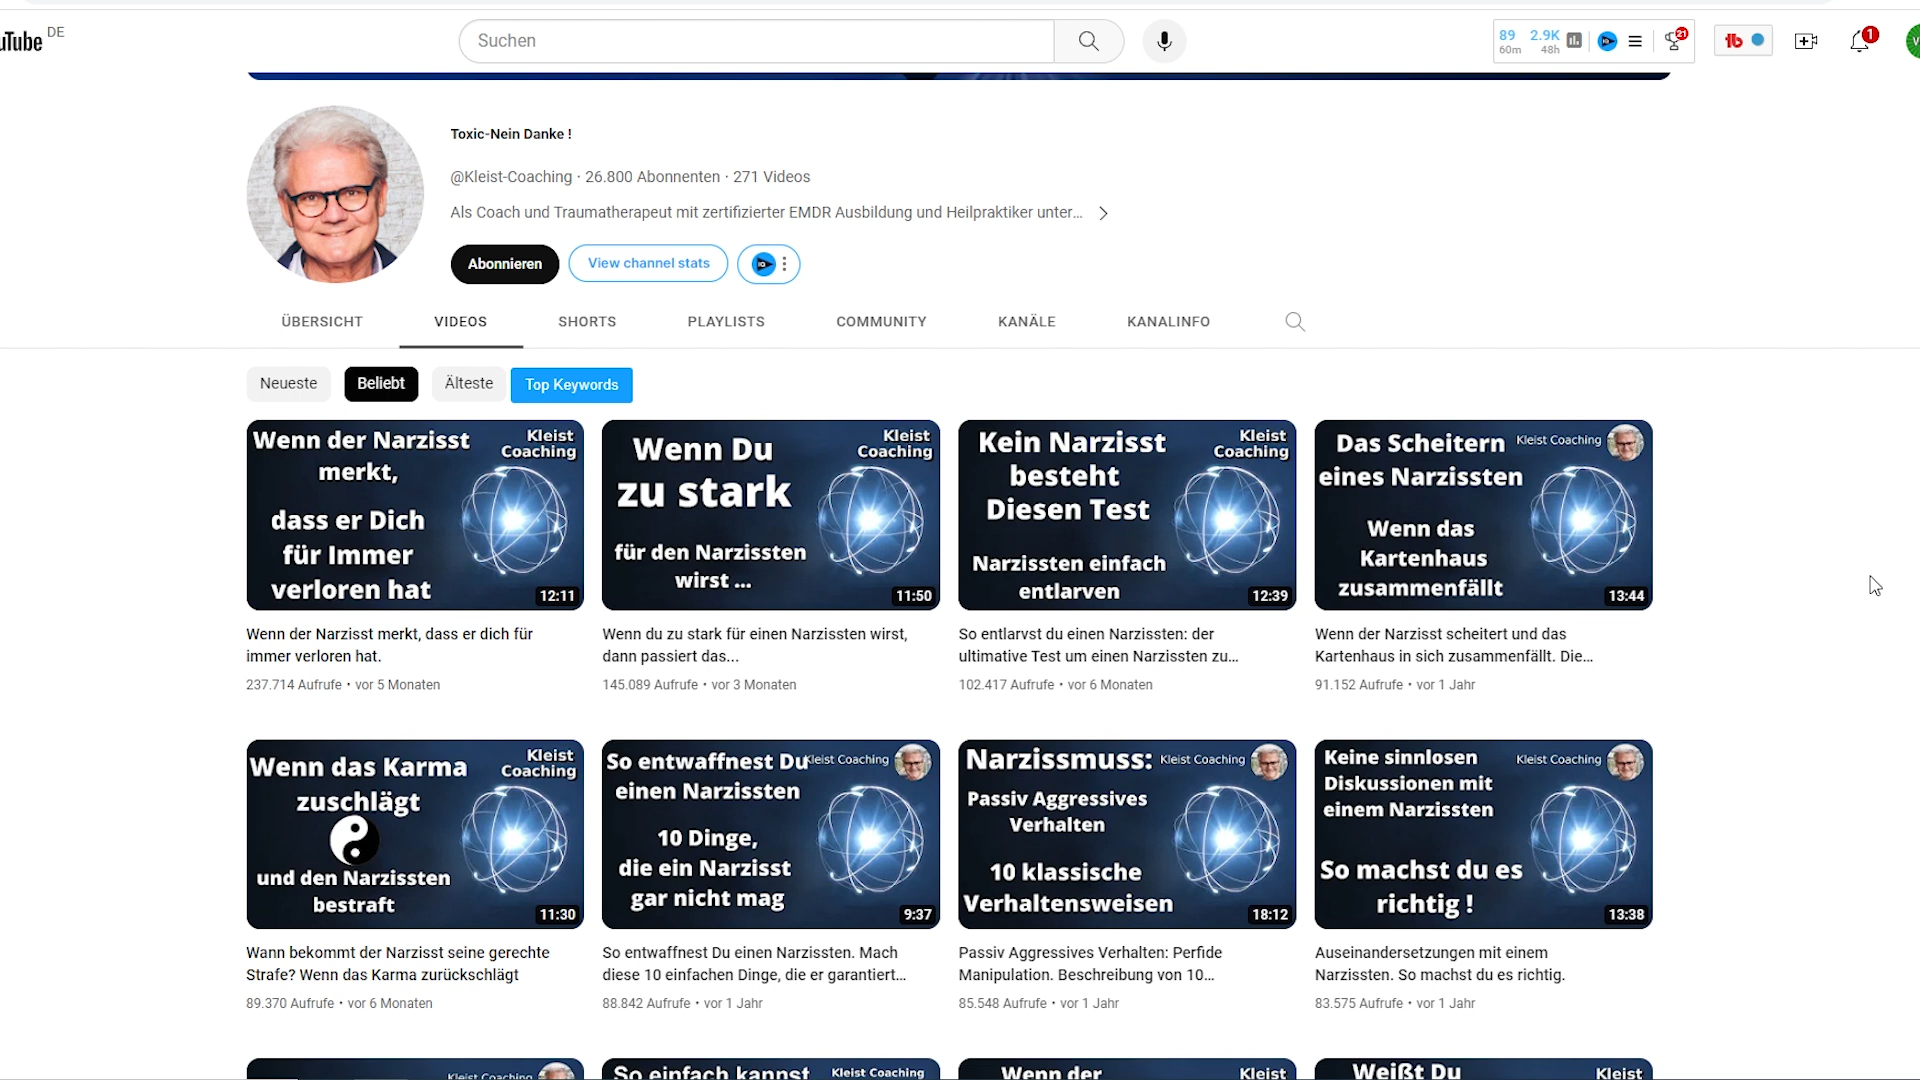 uTube DE
Suchen
89 2.9K
60m 48h
21
1
Toxic-Nein Danke !
@Kleist-Coaching · 26.800 Abonnenten · 271 Videos
Als Coach und Traumatherapeut mit zertifizierter EMDR Ausbildung und Heilpraktiker unter...
Abonnieren View channel stats
ÜBERSICHT VIDEOS SHORTS PLAYLISTS COMMUNITY KANÄLE KANALINFO
Neueste Beliebt Älteste Top Keywords
Wenn der Narzisst
merkt,
dass er Dich
für Immer
verloren hat
Kleist
Coaching
12:11
Wenn Du
zu stark
für den Narzissten
wirst ...
Kleist
Coaching
11:50
Kein Narzisst
besteht
Diesen Test
Narzissten einfach
entlarven
Kleist
Coaching
12:39
Das Scheitern
eines Narzissten
Wenn das
Kartenhaus
zusammenfällt
Kleist Coaching
13:44
Wenn der Narzisst merkt, dass er dich für
immer verloren hat.
237.714 Aufrufe • vor 5 Monaten
Wenn du zu stark für einen Narzissten wirst,
dann passiert das...
145.089 Aufrufe • vor 3 Monaten
So entlarvst du einen Narzissten: der
ultimative Test um einen Narzissten zu...
102.417 Aufrufe • vor 6 Monaten
Wenn der Narzisst scheitert und das
Kartenhaus in sich zusammenfällt. Die...
91.152 Aufrufe • vor 1 Jahr
Wenn das Karma
zuschlägt
und den Narzissten
bestraft
Kleist
Coaching
11:30
So entwaffnest Du
einen Narzissten
10 Dinge,
die ein Narzisst
gar nicht mag
Kleist Coaching
9:37
Narzissmuss:
Passiv Aggressives
Verhalten
10 klassische
Verhaltensweisen
Kleist Coaching
18:12
Keine sinnlosen
Diskussionen mit
einem Narzissten
So machst du es
richtig !
Kleist Coaching
13:38
Wann bekommt der Narzisst seine gerechte
Strafe? Wenn das Karma zurückschlägt
89.370 Aufrufe • vor 6 Monaten
So entwaffnest Du einen Narzissten. Mach
diese 10 einfachen Dinge, die er garantiert...
88.842 Aufrufe • vor 1 Jahr
Passiv Aggressives Verhalten: Perfide
Manipulation. Beschreibung von 10...
85.548 Aufrufe • vor 1 Jahr
Auseinandersetzungen mit einem
Narzissten. So machst du es richtig.
83.575 Aufrufe • vor 1 Jahr
Kleist Coaching
So einfach kannst
Kleist Coaching
Wenn der
Kleist
Weißt Du
Kleist